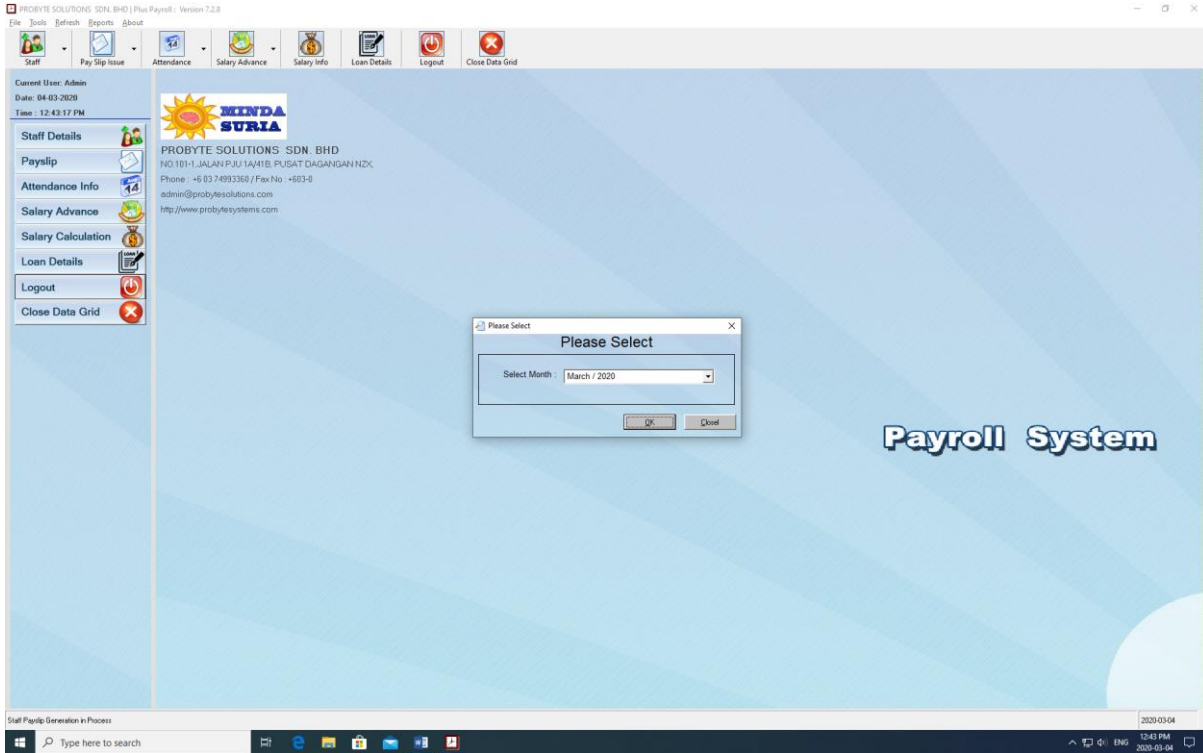 PROBYTE SOLUTIONS SDN. BHD | Plus Payroll : Version 7.2.8
File Tools Refresh Reports About
Staff Pay Slip Issue Attendance Salary Advance Salary Info Loan Details Logout Close Data Grid
Current User: Admin
Date: 04-03-2020
Time : 12:43:17 PM
Staff Details
Payslip
Attendance Info
14
Salary Advance
Salary Calculation
Loan Details
LOAN
Logout
Close Data Grid
MINDA
SURIA
PROBYTE SOLUTIONS SDN. BHD
NO.101-1, JALAN PJU 1A/41B, PUSAT DAGANGAN NZX,
Phone : +6 03 74993360 / Fax No : +603-0
admin@probytesolutions.com
http://www.probytesystems.com
Please Select
Please Select
Select Month : March / 2020
OK Closel
Payroll System
Staff Payslip Generation in Process 2020-03-04
Type here to search
ENG
12:43 PM
2020-03-04